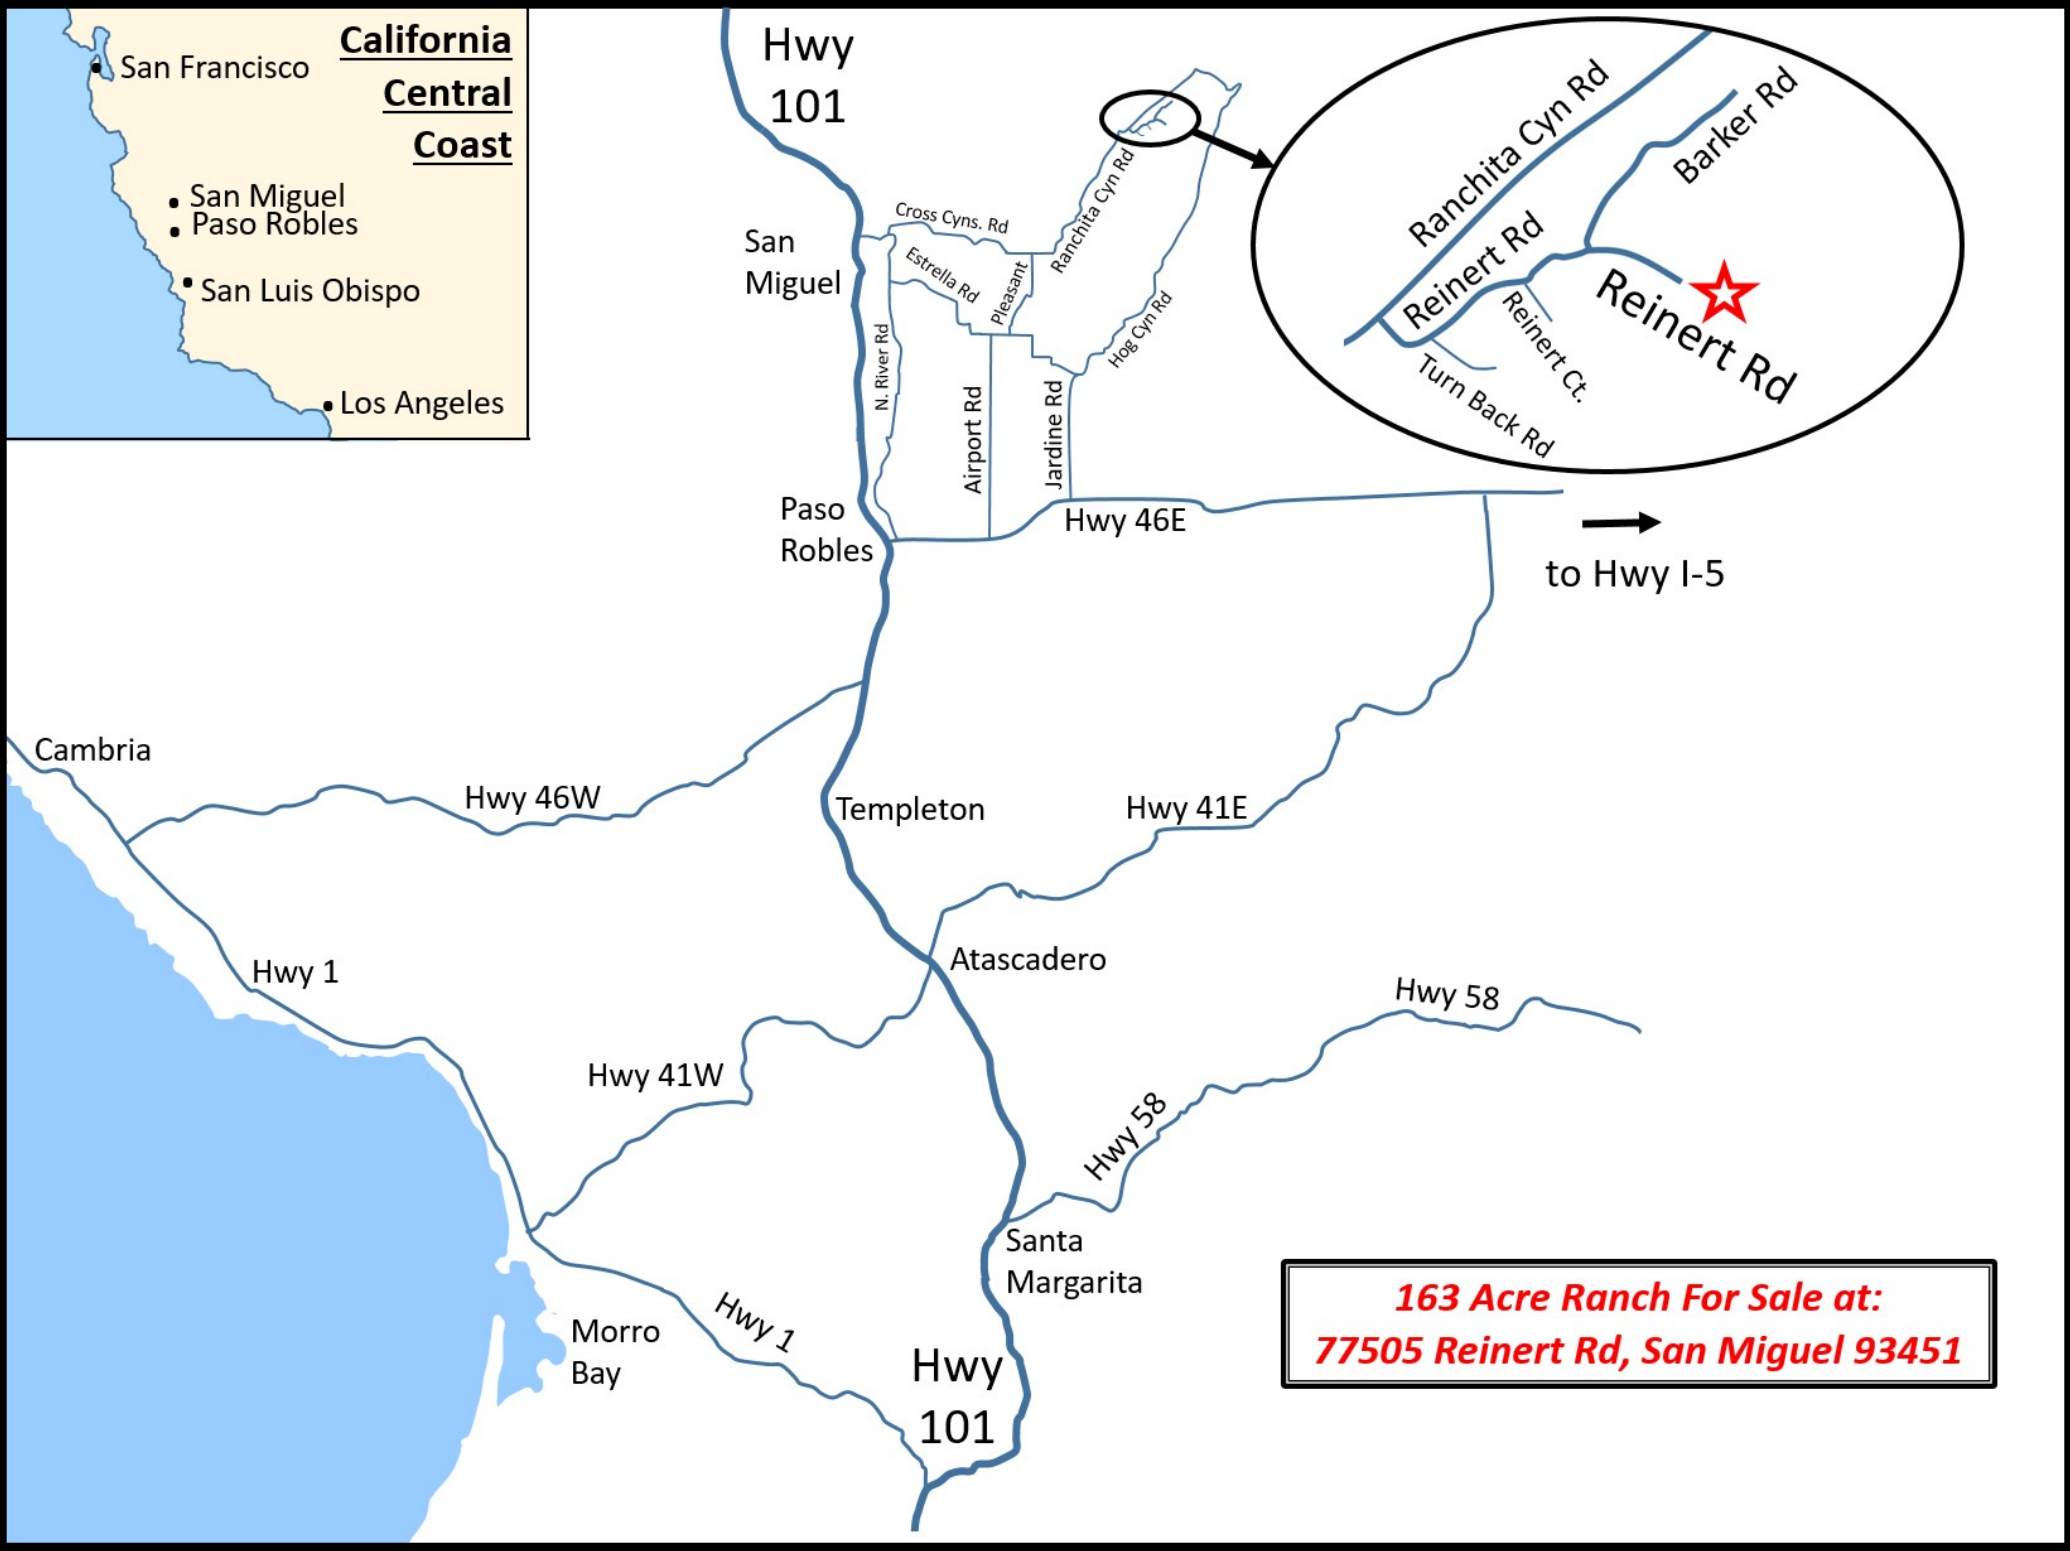 California
Central
Coast
San Francisco
San Miguel
Paso Robles
San Luis Obispo
Los Angeles
Hwy
101
Ranchita Cyn Rd
Barker Rd
Reinert Rd
Reinert Rd
Reinert Ct.
Turn Back Rd
Cross Cyns. Rd
Ranchita Cyn Rd
San
Miguel
Estrella Rd
Pleasant
Hog Cyn Rd
N. River Rd
Airport Rd
Jardine Rd
Paso
Robles
Hwy 46E
to Hwy I-5
Cambria
Hwy 46W
Templeton
Hwy 41E
Hwy 1
Atascadero
Hwy 58
Hwy 41W
Hwy 58
Santa
Margarita
Morro
Bay
Hwy 1
Hwy
101
163 Acre Ranch For Sale at:
77505 Reinert Rd, San Miguel 93451